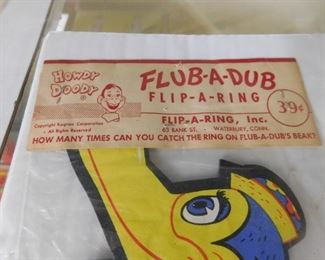 HOWDY DOODY
FLUB-A-DUB
FLIP-A-RING
39¢
Copyright Kagran Corporation
All Rights Reserved
FLIP-A-RING, Inc.
63 BANK ST. - WATERBURY, CONN.
HOW MANY TIMES CAN YOU CATCH THE RING ON FLUB-A-DUB'S BEAK?